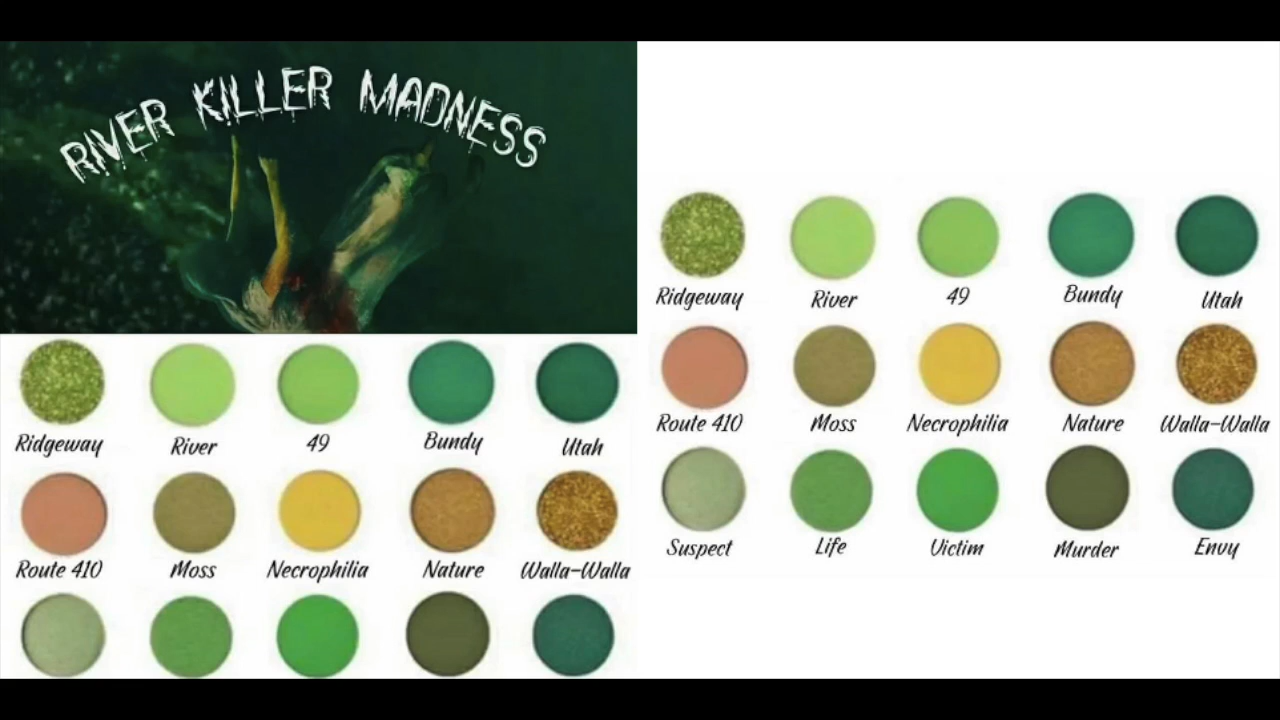 RIVER KILLER MADNESS
Ridgeway River 49 Bundy Utah
Route 410 Moss Necrophilia Nature Walla-Walla
Ridgeway River 49 Bundy Utah
Route 410 Moss Necrophilia Nature Walla-Walla
Suspect Life Victim Murder Envy